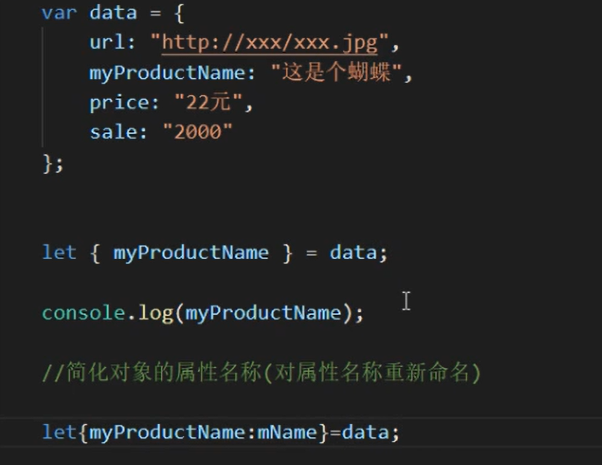 var data = {
url: "http://xxx/xxx.jpg",
myProductName: "这是个蝴蝶",
price: "22元",
sale: "2000"
};
let { myProductName } = data;
console.log(myProductName);
//简化对象的属性名称(对属性名称重新命名)
let{myProductName:mName}=data;